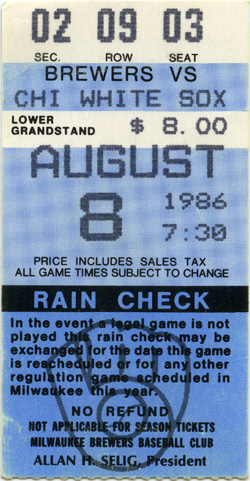 02 09 03
SEC. ROW SEAT
BREWERS VS
CHI WHITE SOX
LOWER
GRANDSTAND $ 8.00
AUGUST
8 1986
7:30
PRICE INCLUDES SALES TAX
ALL GAME TIMES SUBJECT TO CHANGE
RAIN CHECK
In the event a legel game is not
played this rain check may be
exchanged for the date this game
is rescheduled or for any other
regulation game scheduled in
Milwaukee this year.
NO REFUND
NOT APPLICABLE FOR SEASON TICKETS
MILWAUKEE BREWERS BASEBALL CLUB
ALLAN H. SELIG, President